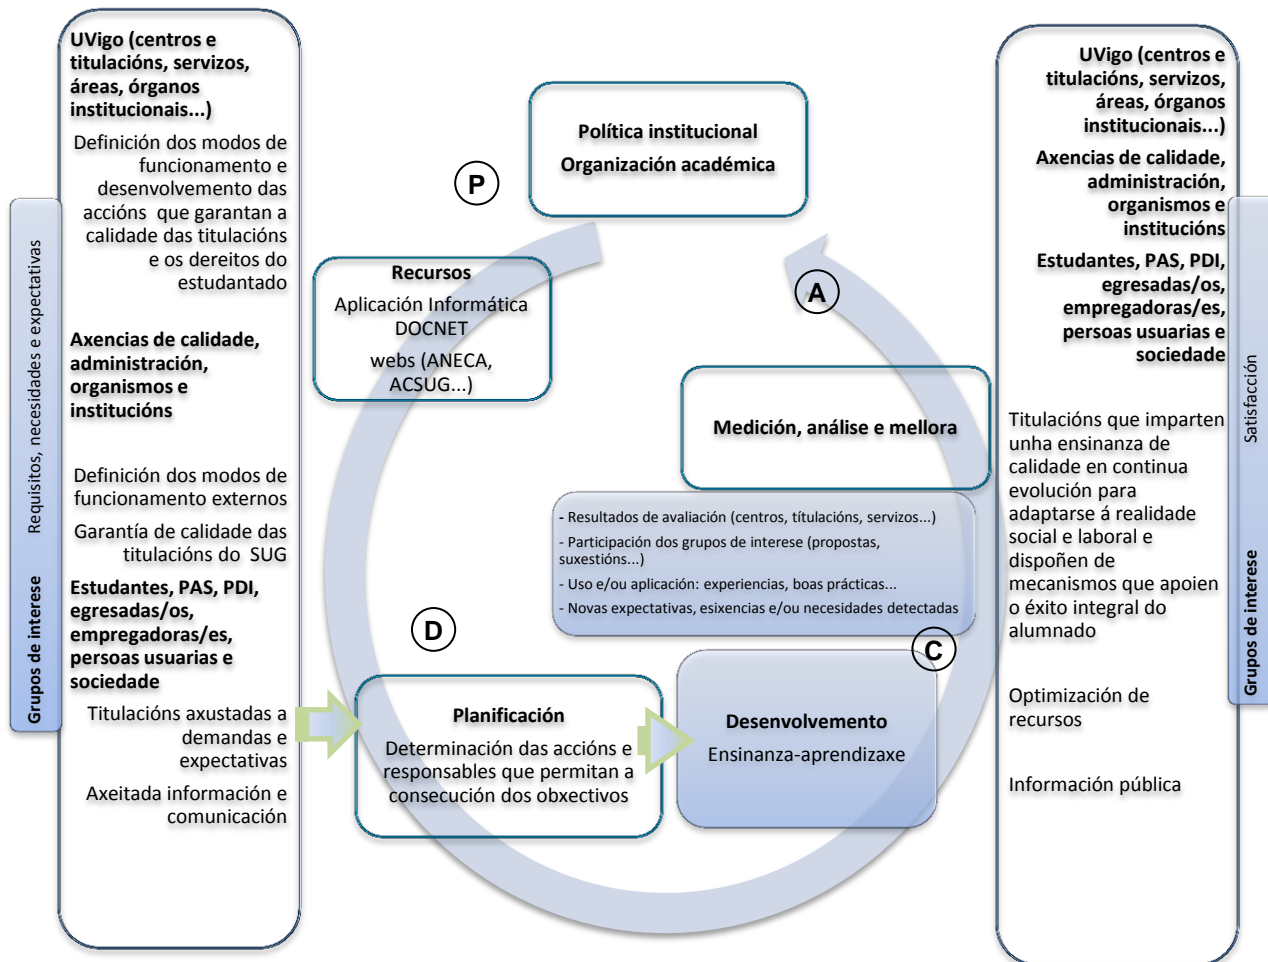 UVigo (centros e
titulacións, servizos,
áreas, órganos
institucionais...)
Definición dos modos de
funcionamento e
desenvolvemento das
accións que garantan a
calidade das titulacións
e os dereitos do
estudantado
Axencias de calidade,
administración,
organismos e
institucións
Definición dos modos de
funcionamento externos
Garantía de calidade das
titulacións do SUG
Estudantes, PAS, PDI,
egresadas/os,
empregadoras/es,
persoas usuarias e
sociedade
Titulacións axustadas a
demandas e
expectativas
Axeitada información e
comunicación
Grupos de interese Requisitos, necesidades e expectativas
Política institucional
Organización académica
P
Recursos
Aplicación Informática
DOCNET
webs (ANECA,
ACSUG...)
A
Medición, análise e mellora
- Resultados de avaliación (centros, títulacións, servizos...)
- Participación dos grupos de interese (propostas,
suxestións...)
- Uso e/ou aplicación: experiencias, boas prácticas...
- Novas expectativas, esixencias e/ou necesidades detectadas
D
C
Planificación
Determinación das accións e
responsables que permitan a
consecución dos obxectivos
Desenvolvemento
Ensinanza-aprendizaxe
UVigo (centros e
titulacións, servizos,
áreas, órganos
institucionais...)
Axencias de calidade,
administración,
organismos e
institucións
Estudantes, PAS, PDI,
egresadas/os,
empregadoras/es,
persoas usuarias e
sociedade
Titulacións que imparten
unha ensinanza de
calidade en continua
evolución para
adaptarse á realidade
social e laboral e
dispoñen de
mecanismos que apoien
o éxito integral do
alumnado
Optimización de
recursos
Información pública
Grupos de interese Satisfacción